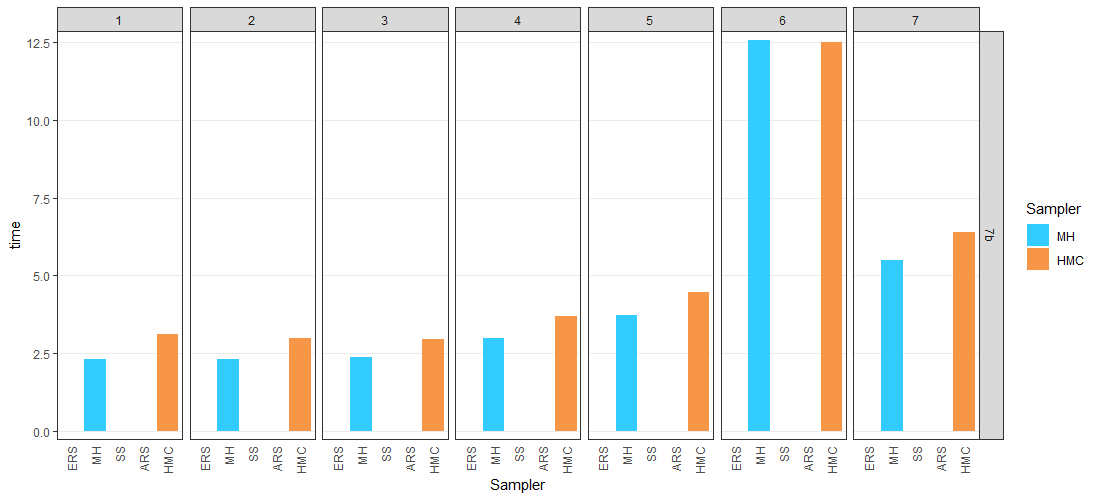 1 2 3 4 5 6 7
12.5
10.0
7.5
5.0
2.5
0.0
time
7b
ERS MH SS ARS HMC ERS MH SS ARS HMC ERS MH SS ARS HMC ERS MH SS ARS HMC ERS MH SS ARS HMC ERS MH SS ARS HMC ERS MH SS ARS HMC
Sampler
Sampler
MH
HMC